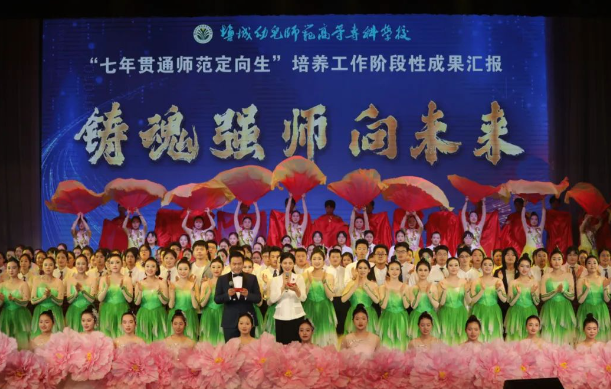 盐城幼儿师范高等专科学校
“七年贯通师范定向生”培养工作阶段性成果汇报
铸魂强师向未来